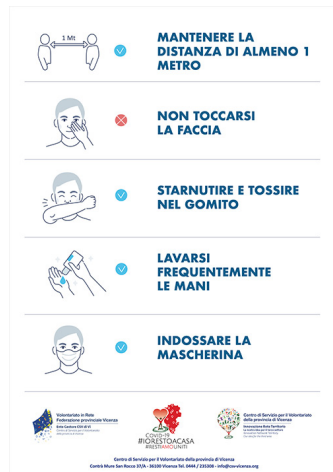 1 Mt
MANTENERE LA
DISTANZA DI ALMENO 1
METRO
NON TOCCARSI
LA FACCIA
STARNUTIRE E TOSSIRE
NEL GOMITO
LAVARSI
FREQUENTEMENTE
LE MANI
INDOSSARE LA
MASCHERINA
Volontariato in Rete
Federazione provinciale Vicenza
COVID-19
#IORESTOACASA
#RESTIAMOUNITI
Centro di Servizio per il Volontariato
della provincia di Vicenza
Centro di Servizio per il Volontariato della provincia di Vicenza
Contrà Mure San Rocco 37/A - 36100 Vicenza Tel. 0444 / 235308 - info@csv-vicenza.org